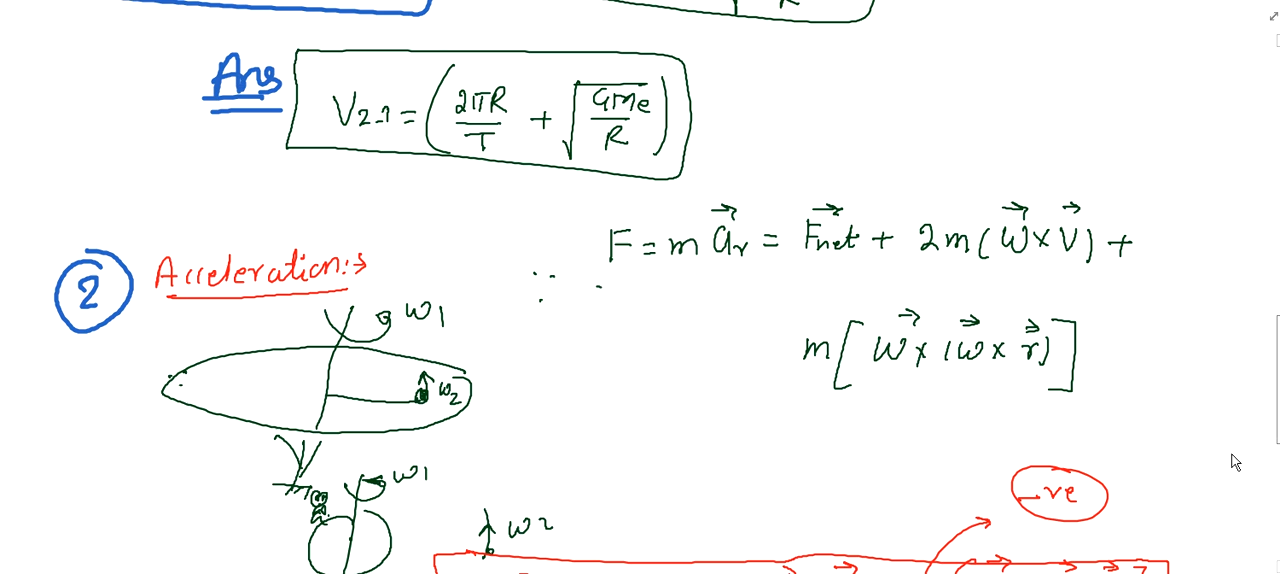 Ans V2-1 = (2πR/T + √(GMe/R))
F = m a⃗r = F⃗net + 2m(ω⃗ × V⃗) +
m[ω⃗ × (ω⃗ × r⃗)]
② Acceleration:→
ω1
ω2
ω1
ω2
-ve